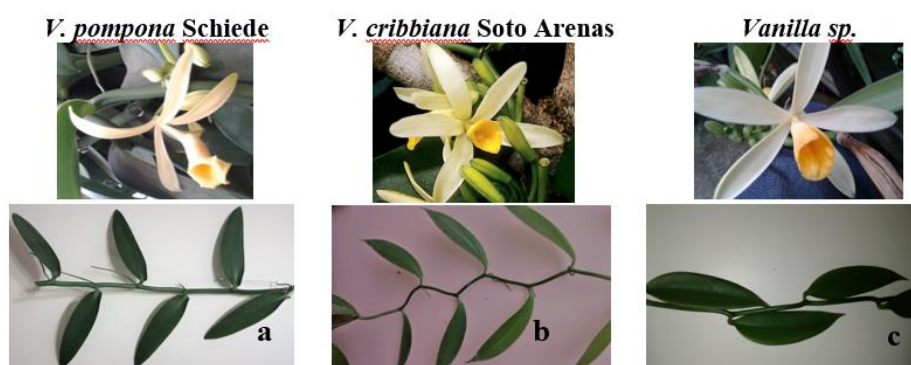 V. pompona Schiede
V. cribbiana Soto Arenas
Vanilla sp.
a
b
c